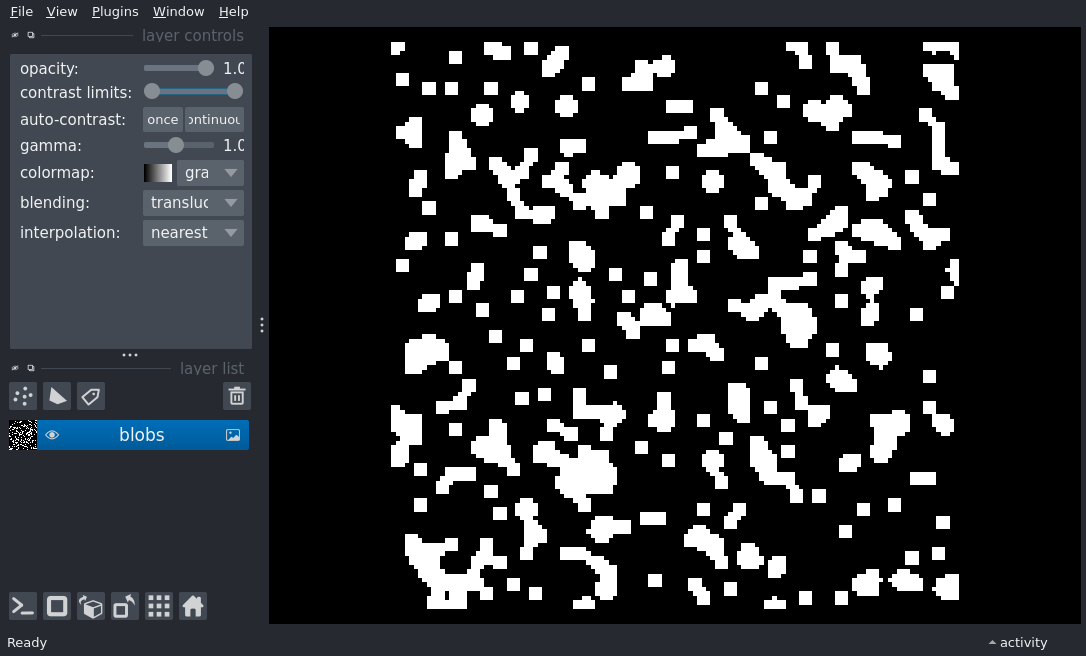 File View Plugins Window Help
layer controls
opacity: 1.0
contrast limits:
auto-contrast: once ontinuou
gamma: 1.0
colormap: gra
blending: transluc
interpolation: nearest
layer list
blobs
Ready
activity